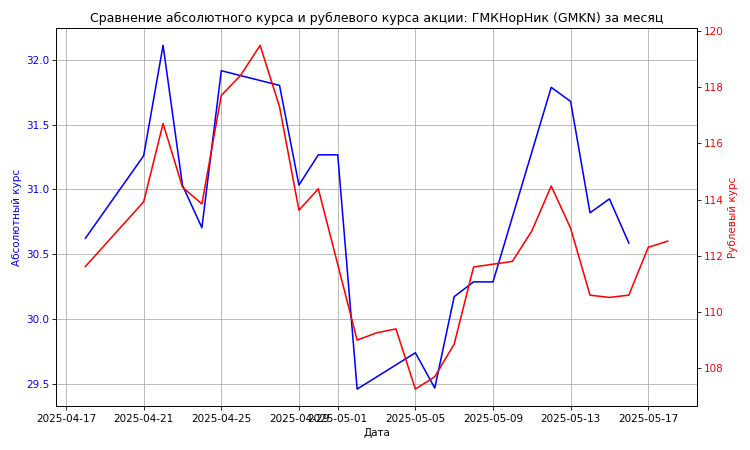 Сравнение абсолютного курса и рублевого курса акции: ГМКНорНик (GMKN) за месяц
Абсолютный курс
32.0
31.5
31.0
30.5
30.0
29.5
120
118
116
114
112
110
108
Рублевый курс
2025-04-17 2025-04-21 2025-04-25 2025-04-29 2025-05-01 2025-05-05 2025-05-09 2025-05-13 2025-05-17
Дата